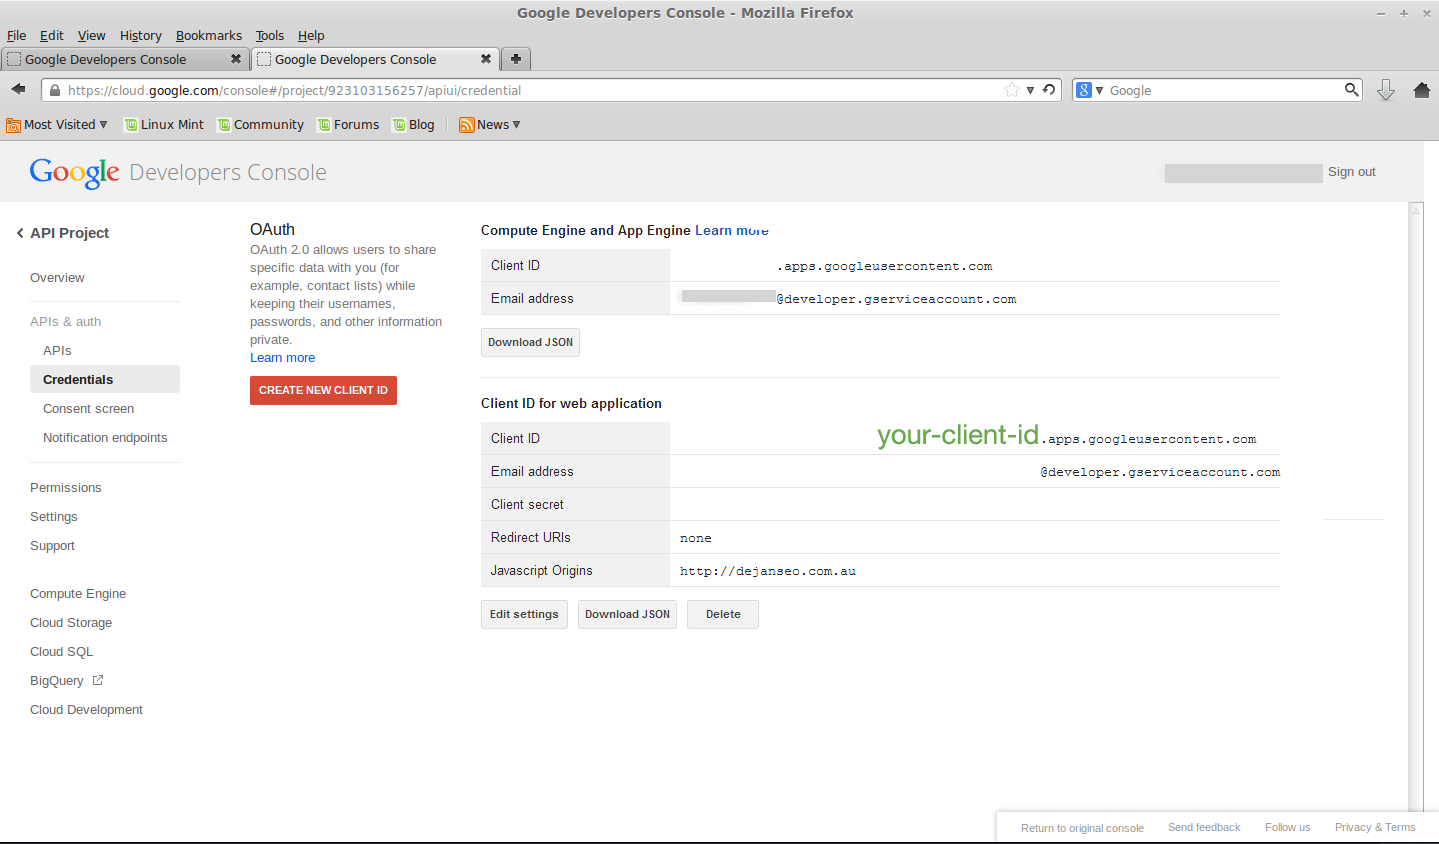 Google Developers Console - Mozilla Firefox
File Edit View History Bookmarks Tools Help
Google Developers Console Google Developers Console
https://cloud.google.com/console#/project/923103156257/apiui/credential Google
Most Visited Linux Mint Community Forums Blog News
Google Developers Console Sign out
API Project
Overview
APIs & auth
APIs
Credentials
Consent screen
Notification endpoints
Permissions
Settings
Support
Compute Engine
Cloud Storage
Cloud SQL
BigQuery
Cloud Development
OAuth
OAuth 2.0 allows users to share
specific data with you (for
example, contact lists) while
keeping their usernames,
passwords, and other information
private.
Learn more
CREATE NEW CLIENT ID
Compute Engine and App Engine Learn more
Client ID .apps.googleusercontent.com
Email address @developer.gserviceaccount.com
Download JSON
Client ID for web application
Client ID your-client-id.apps.googleusercontent.com
Email address @developer.gserviceaccount.com
Client secret
Redirect URIs none
Javascript Origins http://dejanseo.com.au
Edit settings Download JSON Delete
Return to original console Send feedback Follow us Privacy & Terms